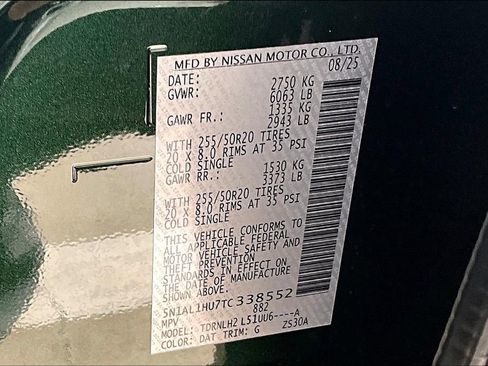 MFD BY NISSAN MOTOR CO., LTD.
DATE: 08/25
GVWR: 2750 KG
6063 LB
GAWR FR.: 1335 KG
2943 LB
WITH 255/50R20 TIRES
20 X 8.0 RIMS AT 35 PSI
COLD SINGLE
GAWR RR.: 1530 KG
3373 LB
WITH 255/50R20 TIRES
20 X 8.0 RIMS AT 35 PSI
COLD SINGLE
THIS VEHICLE CONFORMS TO
ALL APPLICABLE FEDERAL
MOTOR VEHICLE SAFETY AND
THEFT PREVENTION
STANDARDS IN EFFECT ON
THE DATE OF MANUFACTURE
5N1AL1HU7TC338552
MPV 882
MODEL: TDRNLH2 L51UU6----A
COLOR: DAT TRIM: G ZS30A